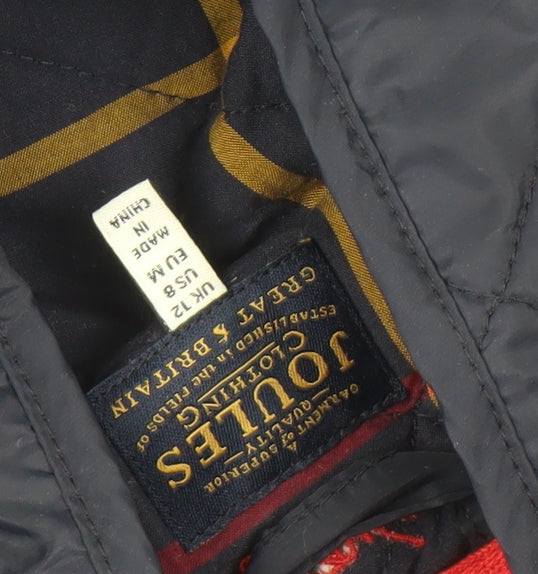 A
GARMENT of SUPERIOR
QUALITY
JOULES
CLOTHING
ESTABLISHED in the FIELDS OF
GREAT & BRITAIN
UK 12
US 8
EU M
MADE
IN
CHINA